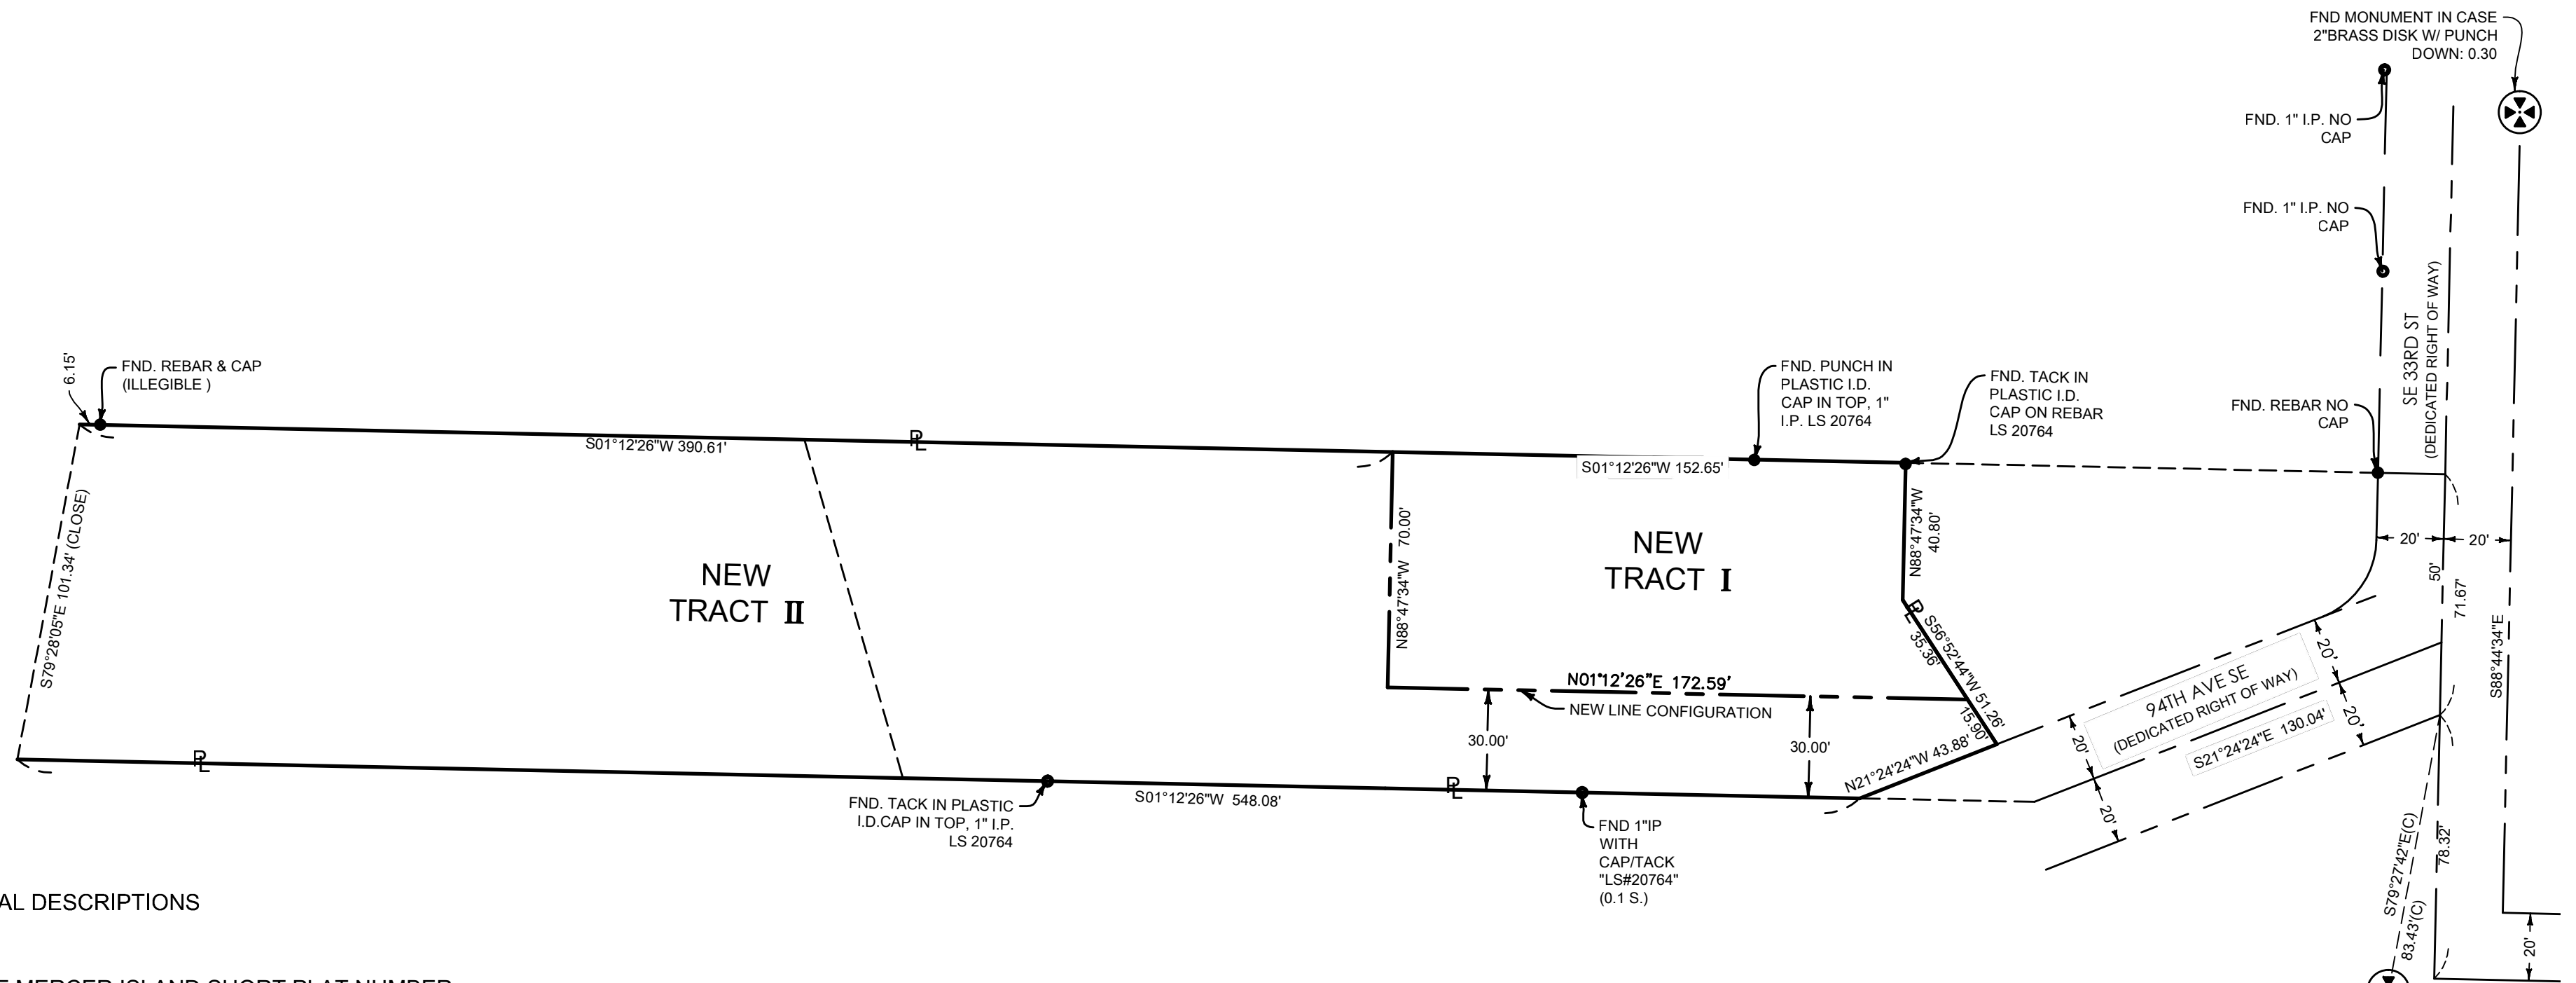 FND MONUMENT IN CASE
2"BRASS DISK W/ PUNCH
DOWN: 0.30
FND. 1" I.P. NO
CAP
FND. 1" I.P. NO
CAP
SE 33RD ST
(DEDICATED RIGHT OF WAY)
6.15'
FND. REBAR & CAP
(ILLEGIBLE )
FND. PUNCH IN
PLASTIC I.D.
CAP IN TOP, 1"
I.P. LS 20764
FND. TACK IN
PLASTIC I.D.
CAP ON REBAR
LS 20764
FND. REBAR NO
CAP
S01°12'26"W 390.61'
PL
S01°12'26"W 152.65'
S79°28'05"E 101.34' (CLOSE)
NEW
TRACT II
N88°47'34"W 70.00'
NEW
TRACT I
N88°47'34"W
40.80'
PL
S56°52'44"W 51.26'
35.36'
15.90'
20'
20'
50'
71.67'
S88°44'34"E
N01°12'26"E 172.59'
NEW LINE CONFIGURATION
30.00'
30.00'
N21°24'24"W 43.88'
20'
94TH AVE SE
(DEDICATED RIGHT OF WAY)
20'
S21°24'24"E 130.04'
20'
20'
PL
PL
FND. TACK IN PLASTIC
I.D.CAP IN TOP, 1" I.P.
LS 20764
S01°12'26"W 548.08'
FND 1"IP
WITH
CAP/TACK
"LS#20764"
(0.1 S.)
S79°27'42"E(C)
83.43'(C)
78.32'
20'
AL DESCRIPTIONS
MERCER ISLAND SHORT PLAT NUMBER